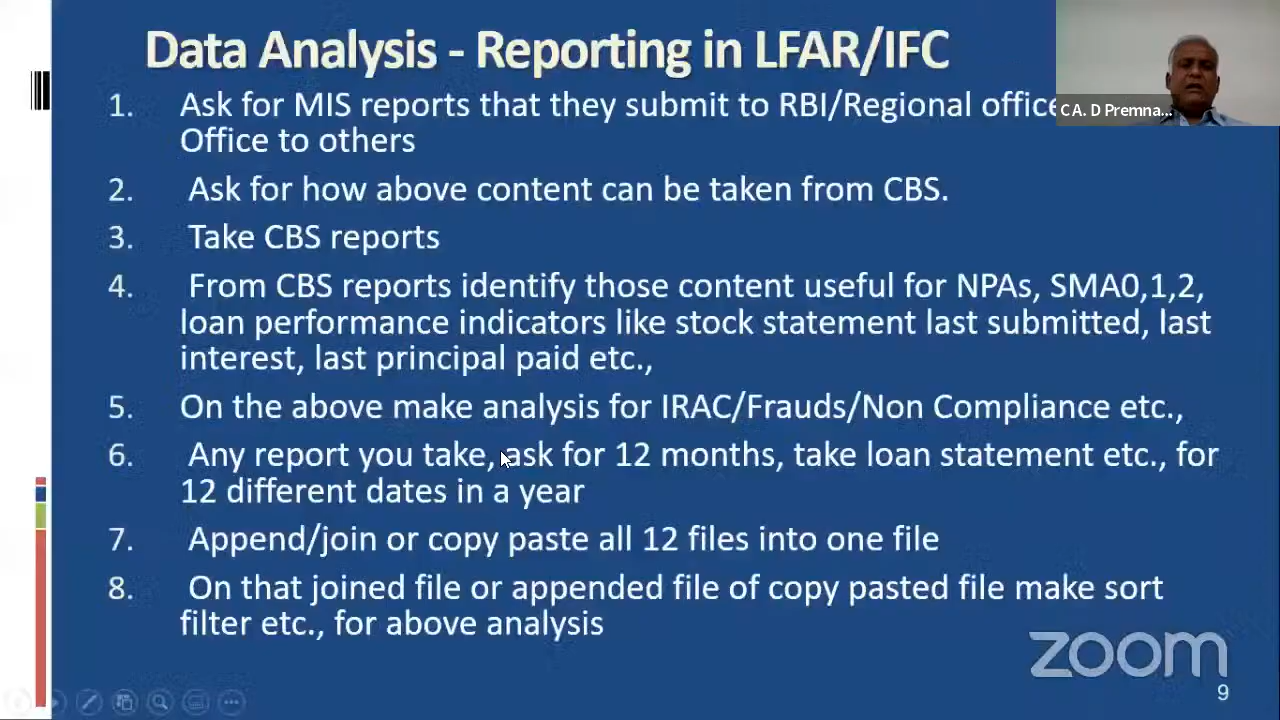 Data Analysis - Reporting in LFAR/IFC
C A. D Premna...
1. Ask for MIS reports that they submit to RBI/Regional office
Office to others
2. Ask for how above content can be taken from CBS.
3. Take CBS reports
4. From CBS reports identify those content useful for NPAs, SMA0,1,2,
loan performance indicators like stock statement last submitted, last
interest, last principal paid etc.,
5. On the above make analysis for IRAC/Frauds/Non Compliance etc.,
6. Any report you take, ask for 12 months, take loan statement etc., for
12 different dates in a year
7. Append/join or copy paste all 12 files into one file
8. On that joined file or appended file of copy pasted file make sort
filter etc., for above analysis
zoom
9